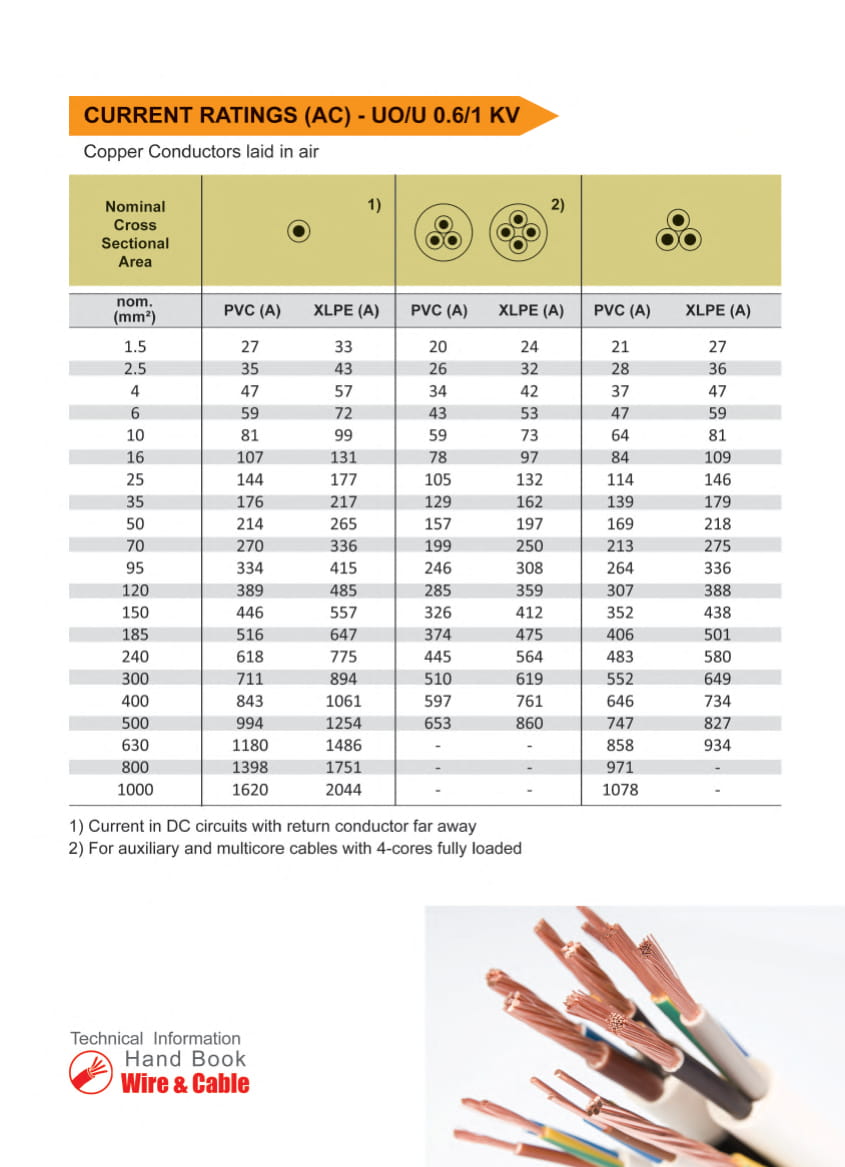 CURRENT RATINGS (AC) - UO/U 0.6/1 KV
Copper Conductors laid in air
Nominal
Cross
Sectional
Area
1)
2)
nom.
(mm²)
PVC (A) XLPE (A) PVC (A) XLPE (A) PVC (A) XLPE (A)
1.5 27 33 20 24 21 27
2.5 35 43 26 32 28 36
4 47 57 34 42 37 47
6 59 72 43 53 47 59
10 81 99 59 73 64 81
16 107 131 78 97 84 109
25 144 177 105 132 114 146
35 176 217 129 162 139 179
50 214 265 157 197 169 218
70 270 336 199 250 213 275
95 334 415 246 308 264 336
120 389 485 285 359 307 388
150 446 557 326 412 352 438
185 516 647 374 475 406 501
240 618 775 445 564 483 580
300 711 894 510 619 552 649
400 843 1061 597 761 646 734
500 994 1254 653 860 747 827
630 1180 1486 - - 858 934
800 1398 1751 - - 971 -
1000 1620 2044 - - 1078 -
1) Current in DC circuits with return conductor far away
2) For auxiliary and multicore cables with 4-cores fully loaded
Technical Information
Hand Book
Wire & Cable